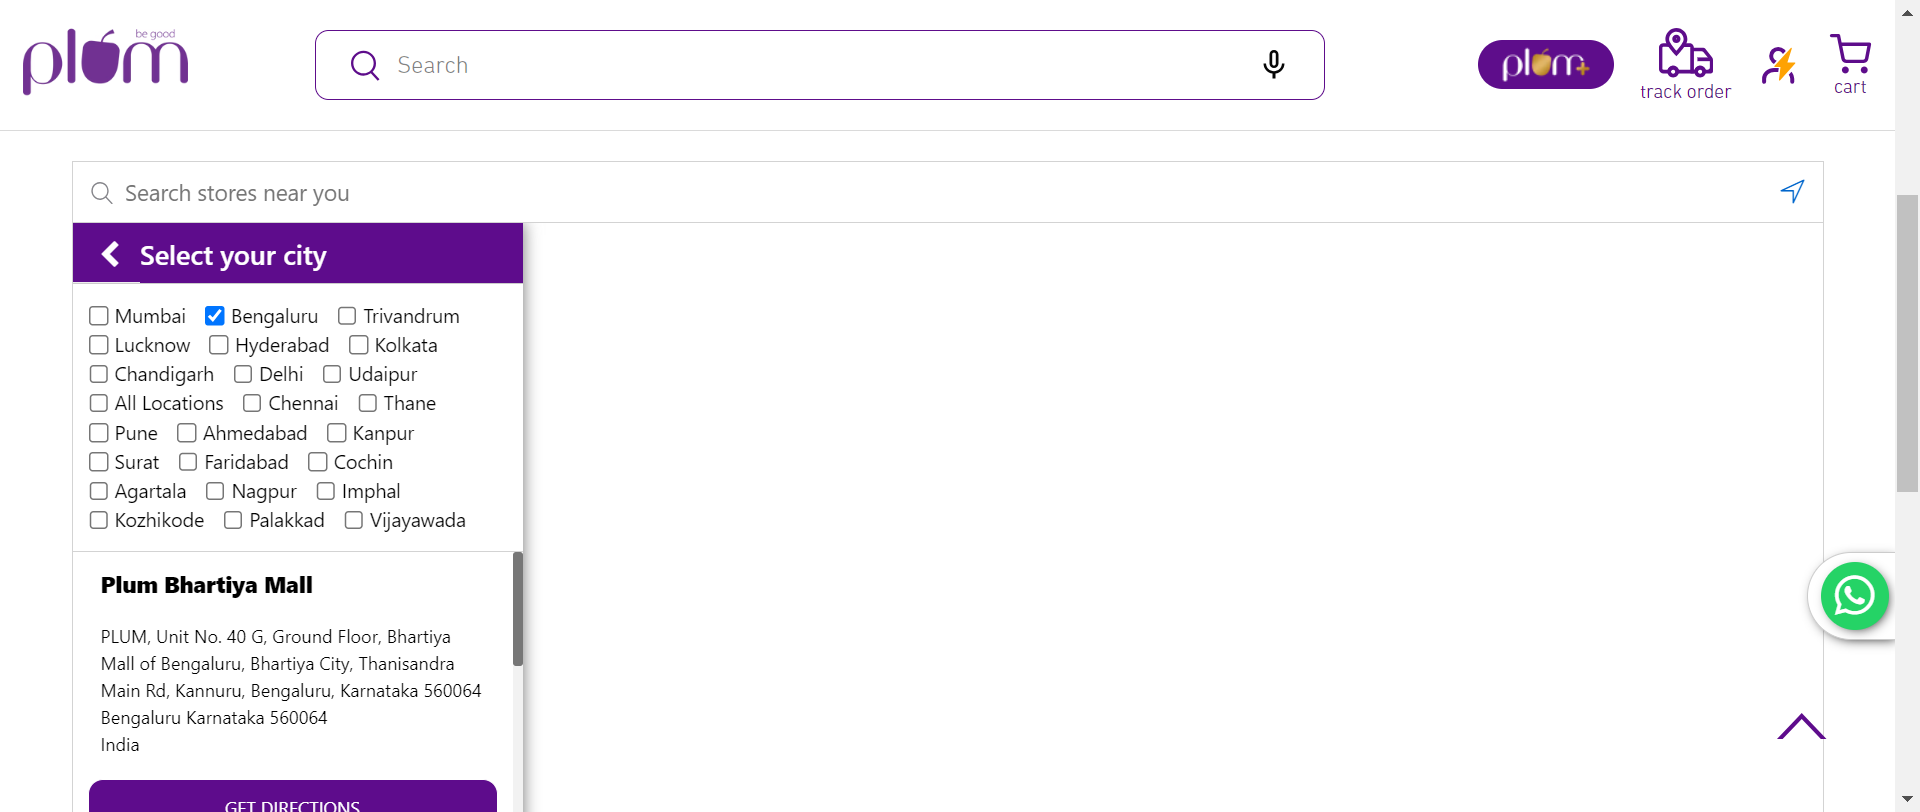 be good
plum
Search
plum+
track order
cart
Search stores near you
Select your city
Mumbai Bengaluru Trivandrum
Lucknow Hyderabad Kolkata
Chandigarh Delhi Udaipur
All Locations Chennai Thane
Pune Ahmedabad Kanpur
Surat Faridabad Cochin
Agartala Nagpur Imphal
Kozhikode Palakkad Vijayawada
Plum Bhartiya Mall
PLUM, Unit No. 40 G, Ground Floor, Bhartiya
Mall of Bengaluru, Bhartiya City, Thanisandra
Main Rd, Kannuru, Bengaluru, Karnataka 560064
Bengaluru Karnataka 560064
India
GET DIRECTIONS